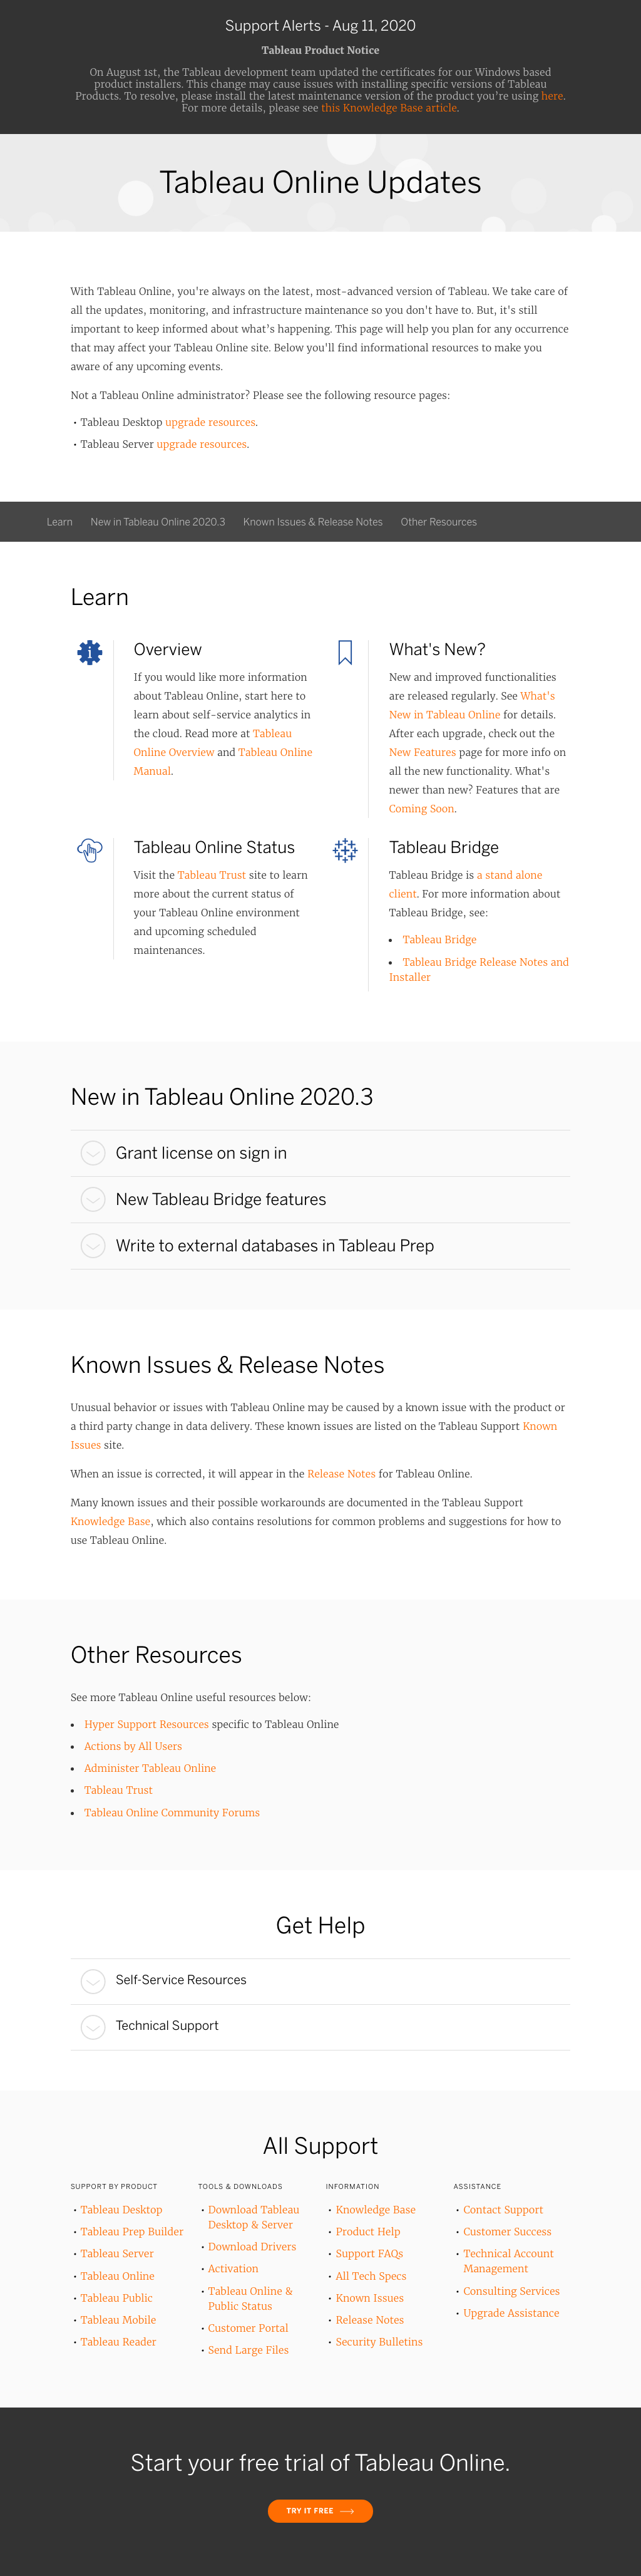 Support Alerts - Aug 11, 2020
Tableau Product Notice
On August 1st, the Tableau development team updated the certificates for our Windows based
product installers. This change may cause issues with installing specific versions of Tableau
Products. To resolve, please install the latest maintenance version of the product you're using here.
For more details, please see this Knowledge Base article.
Tableau Online Updates
With Tableau Online, you're always on the latest, most-advanced version of Tableau. We take care of
all the updates, monitoring, and infrastructure maintenance so you don't have to. But, it's still
important to keep informed about what's happening. This page will help you plan for any occurrence
that may affect your Tableau Online site. Below you'll find informational resources to make you
aware of any upcoming events.
Not a Tableau Online administrator? Please see the following resource pages:
• Tableau Desktop upgrade resources.
• Tableau Server upgrade resources.
Learn New in Tableau Online 2020.3 Known Issues & Release Notes Other Resources
Learn
Overview
If you would like more information
about Tableau Online, start here to
learn about self-service analytics in
the cloud. Read more at Tableau
Online Overview and Tableau Online
Manual.
What's New?
New and improved functionalities
are released regularly. See What's
New in Tableau Online for details.
After each upgrade, check out the
New Features page for more info on
all the new functionality. What's
newer than new? Features that are
Coming Soon.
Tableau Online Status
Visit the Tableau Trust site to learn
more about the current status of
your Tableau Online environment
and upcoming scheduled
maintenances.
Tableau Bridge
Tableau Bridge is a stand alone
client. For more information about
Tableau Bridge, see:
• Tableau Bridge
• Tableau Bridge Release Notes and
Installer
New in Tableau Online 2020.3
Grant license on sign in
New Tableau Bridge features
Write to external databases in Tableau Prep
Known Issues & Release Notes
Unusual behavior or issues with Tableau Online may be caused by a known issue with the product or
a third party change in data delivery. These known issues are listed on the Tableau Support Known
Issues site.
When an issue is corrected, it will appear in the Release Notes for Tableau Online.
Many known issues and their possible workarounds are documented in the Tableau Support
Knowledge Base, which also contains resolutions for common problems and suggestions for how to
use Tableau Online.
Other Resources
See more Tableau Online useful resources below:
• Hyper Support Resources specific to Tableau Online
• Actions by All Users
• Administer Tableau Online
• Tableau Trust
• Tableau Online Community Forums
Get Help
Self-Service Resources
Technical Support
All Support
SUPPORT BY PRODUCT
• Tableau Desktop
• Tableau Prep Builder
• Tableau Server
• Tableau Online
• Tableau Public
• Tableau Mobile
• Tableau Reader
TOOLS & DOWNLOADS
• Download Tableau
Desktop & Server
• Download Drivers
• Activation
• Tableau Online &
Public Status
• Customer Portal
• Send Large Files
INFORMATION
• Knowledge Base
• Product Help
• Support FAQs
• All Tech Specs
• Known Issues
• Release Notes
• Security Bulletins
ASSISTANCE
• Contact Support
• Customer Success
• Technical Account
Management
• Consulting Services
• Upgrade Assistance
Start your free trial of Tableau Online.
TRY IT FREE